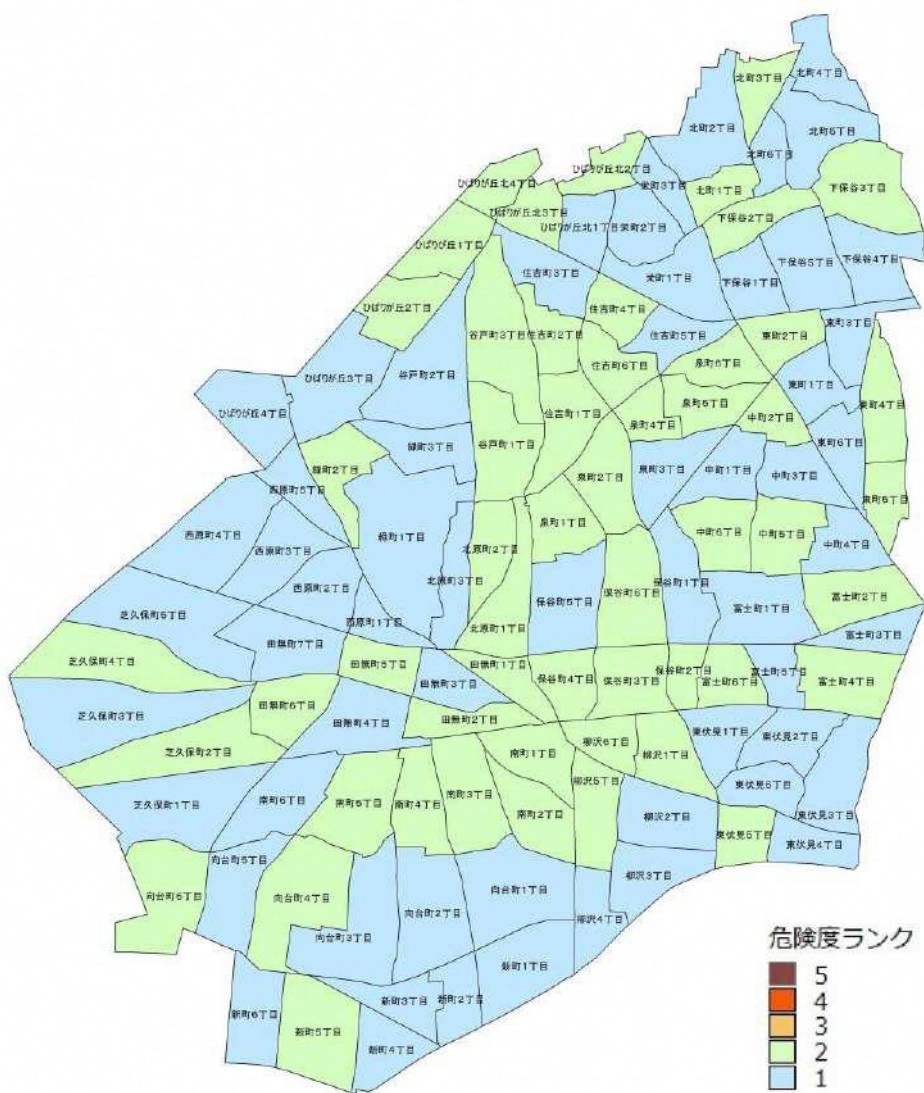 北町4丁目
北町3丁目
北町2丁目
北町5丁目
北町6丁目
ひばりが丘北2丁目
ひばりが丘北4丁目
栄町3丁目
北町1丁目
下保谷3丁目
ひばりが丘北3丁目
下保谷2丁目
ひばりが丘北1丁目
栄町2丁目
ひばりが丘1丁目
下保谷5丁目
下保谷4丁目
住吉町3丁目
栄町1丁目
下保谷1丁目
ひばりが丘2丁目
住吉町4丁目
東町3丁目
谷戸町3丁目
住吉町2丁目
住吉町5丁目
東町2丁目
住吉町6丁目
泉町6丁目
ひばりが丘3丁目
谷戸町2丁目
東町1丁目
ひばりが丘4丁目
住吉町1丁目
泉町5丁目
東町4丁目
中町2丁目
泉町4丁目
緑町3丁目
谷戸町1丁目
東町6丁目
緑町2丁目
泉町3丁目
中町1丁目
中町3丁目
西原町5丁目
泉町2丁目
東町5丁目
西原町4丁目
泉町1丁目
中町6丁目
中町5丁目
緑町1丁目
西原町3丁目
北原町2丁目
中町4丁目
西原町2丁目
北原町3丁目
保谷町1丁目
芝久保町5丁目
保谷町5丁目
保谷町6丁目
富士町2丁目
富士町1丁目
西原町1丁目
北原町1丁目
富士町3丁目
田無町7丁目
芝久保町4丁目
田無町5丁目
田無町1丁目
保谷町2丁目
富士町5丁目
保谷町4丁目
保谷町3丁目
富士町6丁目
富士町4丁目
田無町3丁目
田無町6丁目
芝久保町3丁目
田無町4丁目
田無町2丁目
東伏見1丁目
東伏見2丁目
柳沢6丁目
芝久保町2丁目
南町1丁目
柳沢1丁目
南町3丁目
柳沢5丁目
東伏見6丁目
芝久保町1丁目
南町6丁目
南町5丁目
南町4丁目
南町2丁目
柳沢2丁目
東伏見3丁目
東伏見5丁目
東伏見4丁目
向台町5丁目
柳沢3丁目
向台町6丁目
向台町4丁目
向台町1丁目
向台町2丁目
柳沢4丁目
向台町3丁目
新町1丁目
新町3丁目
新町2丁目
新町6丁目
新町5丁目
新町4丁目
危険度ランク
5
4
3
2
1